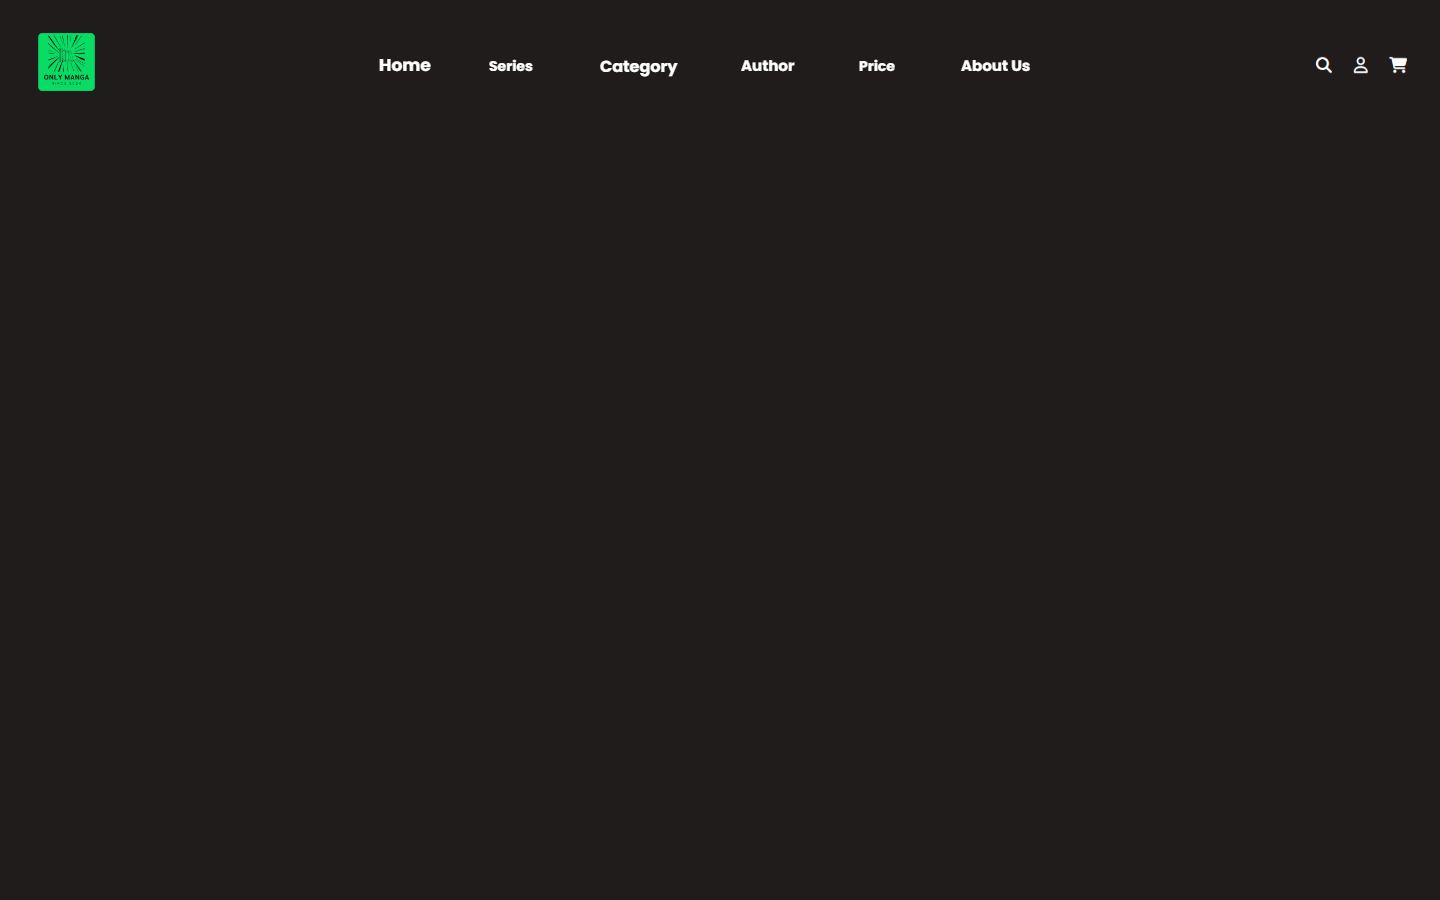 ONLY MANGA
Home
Series
Category
Author
Price
About Us